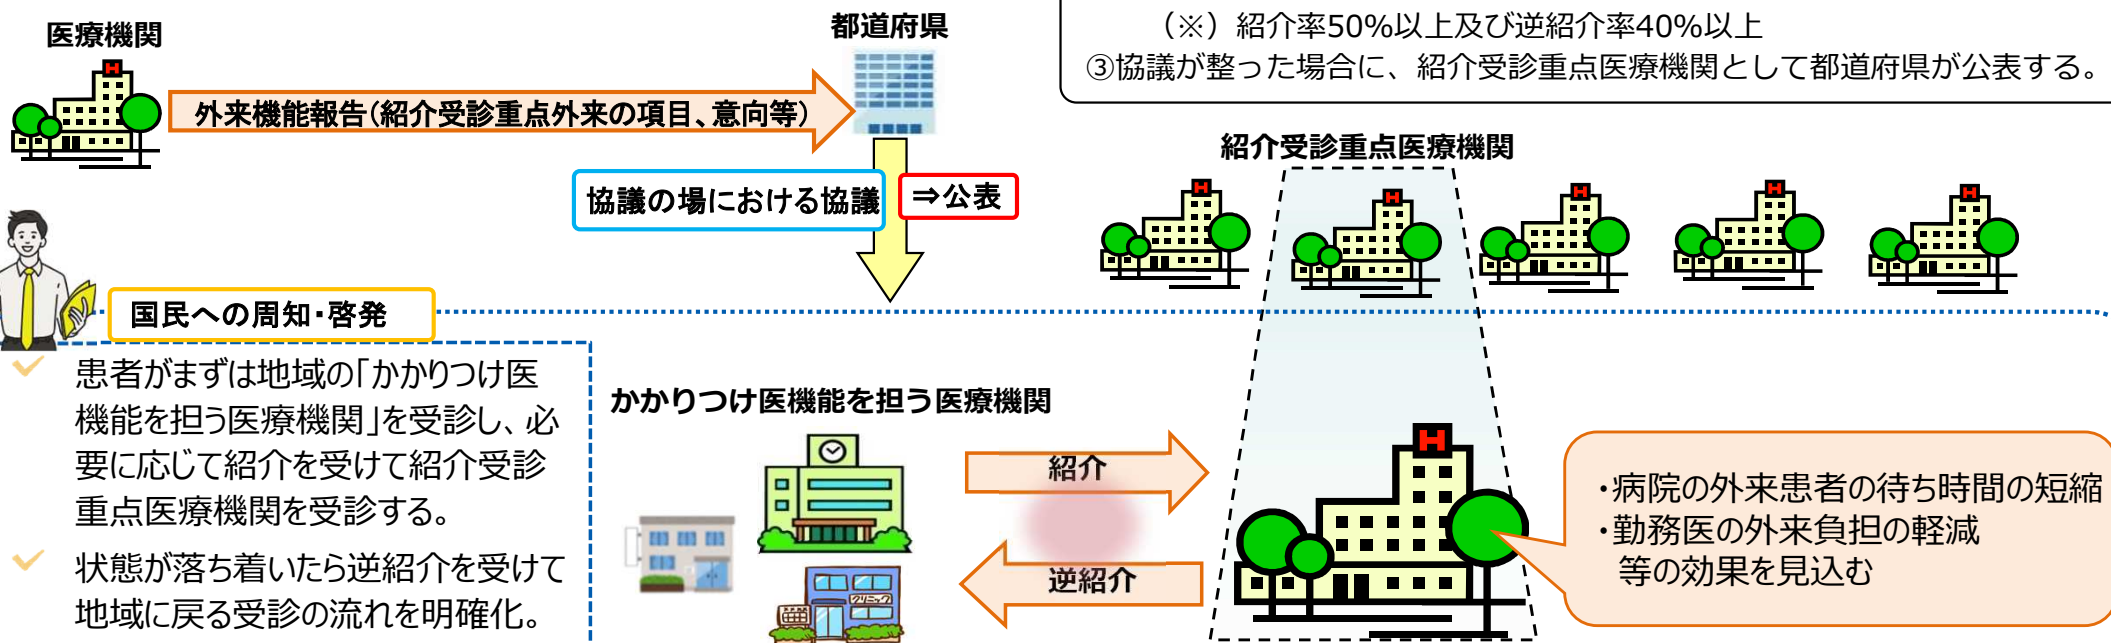 医療機関
都道府県
（※）紹介率50%以上及び逆紹介率40%以上
③協議が整った場合に、紹介受診重点医療機関として都道府県が公表する。
外来機能報告(紹介受診重点外来の項目、意向等)
協議の場における協議
⇒公表
紹介受診重点医療機関
国民への周知・啓発
患者がまずは地域の「かかりつけ医
機能を担う医療機関」を受診し、必
要に応じて紹介を受けて紹介受診
重点医療機関を受診する。
状態が落ち着いたら逆紹介を受けて
地域に戻る受診の流れを明確化。
かかりつけ医機能を担う医療機関
クリニック
紹介
逆紹介
・病院の外来患者の待ち時間の短縮
・勤務医の外来負担の軽減
等の効果を見込む
H
H
H
H
H
H
H